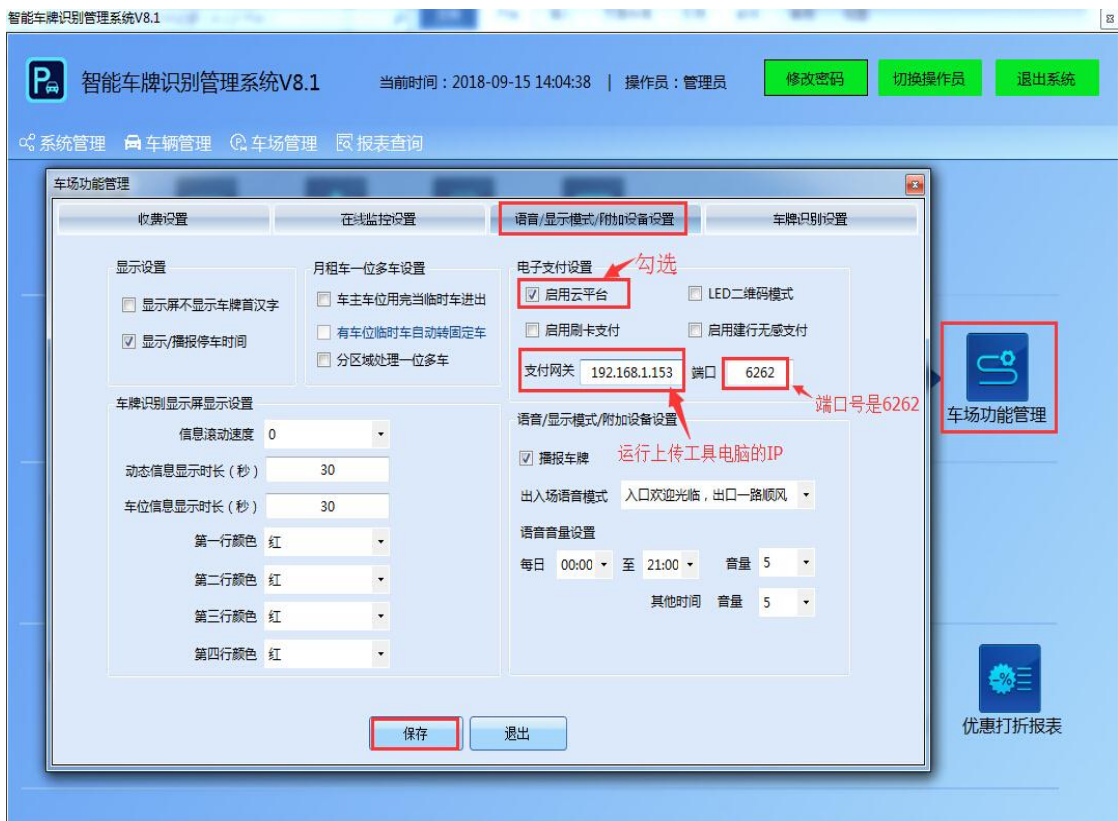 智能车牌识别管理系统V8.1
智能车牌识别管理系统V8.1
当前时间：2018-09-15 14:04:38 | 操作员：管理员
修改密码
切换操作员
退出系统
系统管理
车辆管理
车场管理
报表查询
车场功能管理
收费设置
在线监控设置
语音/显示模式/附加设备设置
车牌识别设置
显示设置
显示屏不显示车牌首汉字
显示/播报停车时间
月租车一位多车设置
车主车位用完当临时车进出
有车位临时车自动转固定车
分区域处理一位多车
电子支付设置
勾选
启用云平台
LED二维码模式
启用刷卡支付
启用建行无感支付
支付网关 192.168.1.153 端口 6262
端口号是6262
运行上传工具电脑的IP
车牌识别显示屏显示设置
信息滚动速度 0
动态信息显示时长（秒） 30
车位信息显示时长（秒） 30
第一行颜色 红
第二行颜色 红
第三行颜色 红
第四行颜色 红
语音/显示模式/附加设备设置
播报车牌
出入场语音模式 入口欢迎光临，出口一路顺风
语音音量设置
每日 00:00 至 21:00 音量 5
其他时间 音量 5
保存
退出
车场功能管理
优惠打折报表